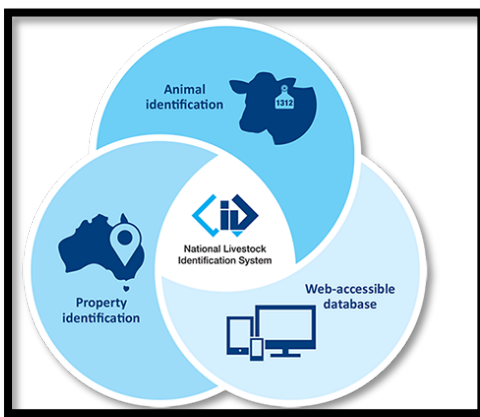 Animal
identification
1312
National Livestock
Identification System
Property
identification
Web-accessible
database